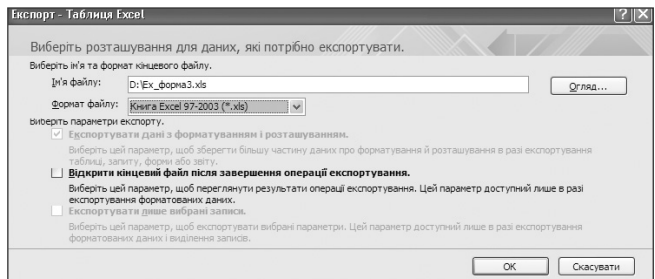 Експорт - Таблиця Excel
Виберіть розташування для даних, які потрібно експортувати.
Виберіть ім'я та формат кінцевого файлу.
Ім'я файлу: D:\Ex_форма3.xls Огляд...
Формат файлу: Книга Excel 97-2003 (*.xls)
Виберіть параметри експорту.
Експортувати дані з форматуванням і розташуванням.
Виберіть цей параметр, щоб зберегти більшу частину даних про форматування й розташування в разі експортування
таблиці, запиту, форми або звіту.
Відкрити кінцевий файл після завершення операції експортування.
Виберіть цей параметр, щоб переглянути результати операції експортування. Цей параметр доступний лише в разі
експортування форматованих даних.
Експортувати лише вибрані записи.
Виберіть цей параметр, щоб експортувати вибрані параметри. Цей параметр доступний лише в разі експортування
форматованих даних і виділення записів.
OK Скасувати